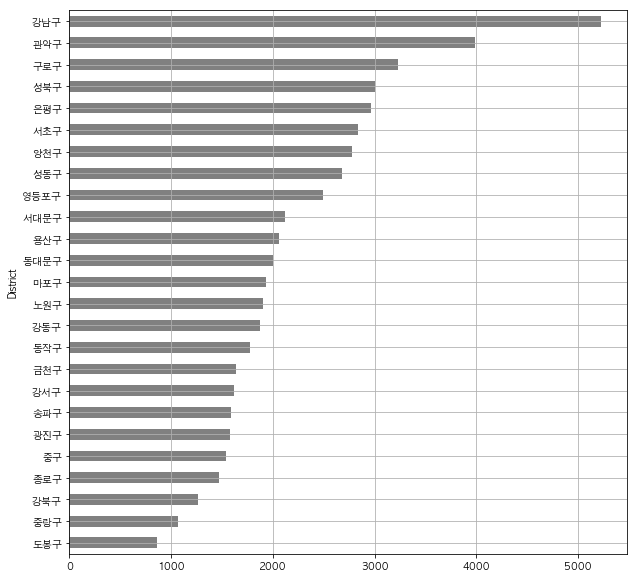 강남구
관악구
구로구
성북구
은평구
서초구
양천구
성동구
영등포구
서대문구
용산구
동대문구
마포구
노원구
강동구
동작구
금천구
강서구
송파구
광진구
중구
종로구
강북구
중랑구
도봉구
District
0 1000 2000 3000 4000 5000